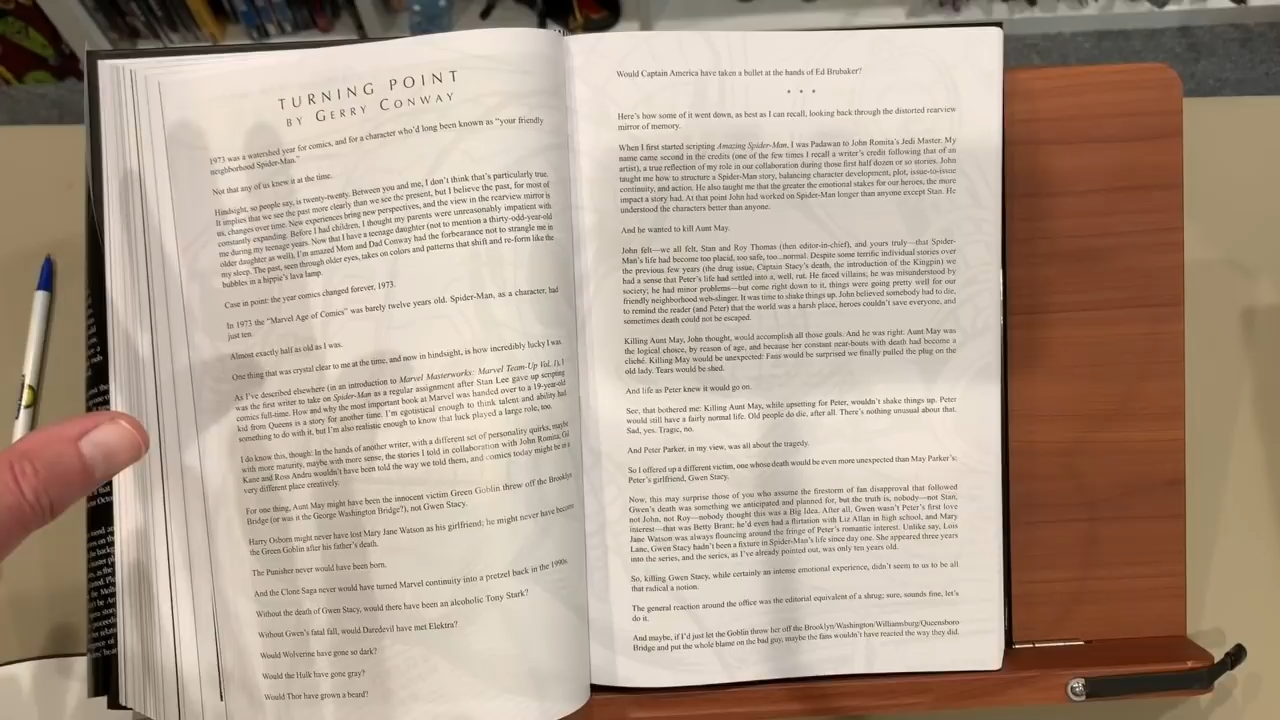 TURNING POINT
BY GERRY CONWAY
1973 was a watershed year for comics, and for a character who'd long been known as "your friendly
neighborhood Spider-Man."
Not that any of us knew it at the time.
Hindsight, so people say, is twenty-twenty. Between you and me, I don't think that's particularly true.
It implies that we see the past more clearly than we see the present, but I believe the past, for most of
us, changes over time. New experiences bring new perspectives, and the view in the rearview mirror is
constantly expanding. Before I had children, I thought my parents were unreasonably impatient with
me during my teenage years. Now that I have a teenage daughter (not to mention a thirty-odd-year-old
older daughter as well), I'm amazed Mom and Dad Conway had the forbearance not to strangle me in
my sleep. The past, seen through older eyes, takes on colors and patterns that shift and re-form like the
bubbles in a hippie's lava lamp.
Case in point: the year comics changed forever, 1973.
In 1973 the "Marvel Age of Comics" was barely twelve years old. Spider-Man, as a character, had
just ten.
Almost exactly half as old as I was.
One thing that was crystal clear to me at the time, and now in hindsight, is how incredibly lucky I was.
As I've described elsewhere (in an introduction to Marvel Masterworks: Marvel Team-Up Vol. 1), I
was the first writer to take on Spider-Man as a regular assignment after Stan Lee gave up scripting
comics full-time. How and why the most important book at Marvel was handed over to a 19-year-old
kid from Queens is a story for another time. I'm egotistical enough to think talent and ability had
something to do with it, but I'm also realistic enough to know that luck played a large role, too.
I do know this, though: In the hands of another writer, with a different set of personality quirks, maybe
with more maturity, maybe with more sense, the stories I told in collaboration with John Romita, Gil
Kane and Ross Andru wouldn't have been told the way we told them, and comics today might be a
very different place creatively.
For one thing, Aunt May might have been the innocent victim Green Goblin threw off the Brooklyn
Bridge (or was it the George Washington Bridge?), not Gwen Stacy.
Harry Osborn might never have lost Mary Jane Watson as his girlfriend; he might never have become
the Green Goblin after his father's death.
The Punisher never would have been born.
And the Clone Saga never would have turned Marvel continuity into a pretzel back in the 1990s.
Without the death of Gwen Stacy, would there have been an alcoholic Tony Stark?
Without Gwen's fatal fall, would Daredevil have met Elektra?
Would Wolverine have gone so dark?
Would the Hulk have gone gray?
Would Thor have grown a beard?
Would Captain America have taken a bullet at the hands of Ed Brubaker?
• • •
Here's how some of it went down, as best as I can recall, looking back through the distorted rearview
mirror of memory.
When I first started scripting Amazing Spider-Man, I was Padawan to John Romita's Jedi Master. My
name came second in the credits (one of the few times I recall a writer's credit following that of an
artist), a true reflection of my role in our collaboration during those first half dozen or so stories. John
taught me how to structure a Spider-Man story, balancing character development, plot, issue-to-issue
continuity, and action. He also taught me that the greater the emotional stakes for our heroes, the more
impact a story had. At that point John had worked on Spider-Man longer than anyone except Stan. He
understood the characters better than anyone.
And he wanted to kill Aunt May.
John felt—we all felt, Stan and Roy Thomas (then editor-in-chief), and yours truly—that Spider-
Man's life had become too placid, too safe, too...normal. Despite some terrific individual stories over
the previous few years (the drug issue, Captain Stacy's death, the introduction of the Kingpin) we
had a sense that Peter's life had settled into a, well, rut. He faced villains; he was misunderstood by
society; he had minor problems—but come right down to it, things were going pretty well for our
friendly neighborhood web-slinger. It was time to shake things up. John believed somebody had to die,
to remind the reader (and Peter) that the world was a harsh place, heroes couldn't save everyone, and
sometimes death could not be escaped.
Killing Aunt May, John thought, would accomplish all those goals. And he was right: Aunt May was
the logical choice, by reason of age, and because her constant near-bouts with death had become a
cliché. Killing May would be unexpected: Fans would be surprised we finally pulled the plug on the
old lady. Tears would be shed.
And life as Peter knew it would go on.
See, that bothered me: Killing Aunt May, while upsetting for Peter, wouldn't shake things up. Peter
would still have a fairly normal life. Old people do die, after all. There's nothing unusual about that.
Sad, yes. Tragic, no.
And Peter Parker, in my view, was all about the tragedy.
So I offered up a different victim, one whose death would be even more unexpected than May Parker's:
Peter's girlfriend, Gwen Stacy.
Now, this may surprise those of you who assume the firestorm of fan disapproval that followed
Gwen's death was something we anticipated and planned for, but the truth is, nobody—not Stan,
not John, not Roy—nobody thought this was a Big Idea. After all, Gwen wasn't Peter's first love
interest—that was Betty Brant; he'd even had a flirtation with Liz Allan in high school, and Mary
Jane Watson was always flouncing around the fringe of Peter's romantic interest. Unlike, say, Lois
Lane, Gwen Stacy hadn't been a fixture in Spider-Man's life since day one. She appeared three years
into the series, and the series, as I've already pointed out, was only ten years old.
So, killing Gwen Stacy, while certainly an intense emotional experience, didn't seem to us to be all
that radical a notion.
The general reaction around the office was the editorial equivalent of a shrug; sure, sounds fine, let's
do it.
And maybe, if I'd just let the Goblin throw her off the Brooklyn/Washington/Williamsburg/Queensboro
Bridge and put the whole blame on the bad guy, maybe the fans wouldn't have reacted the way they did.